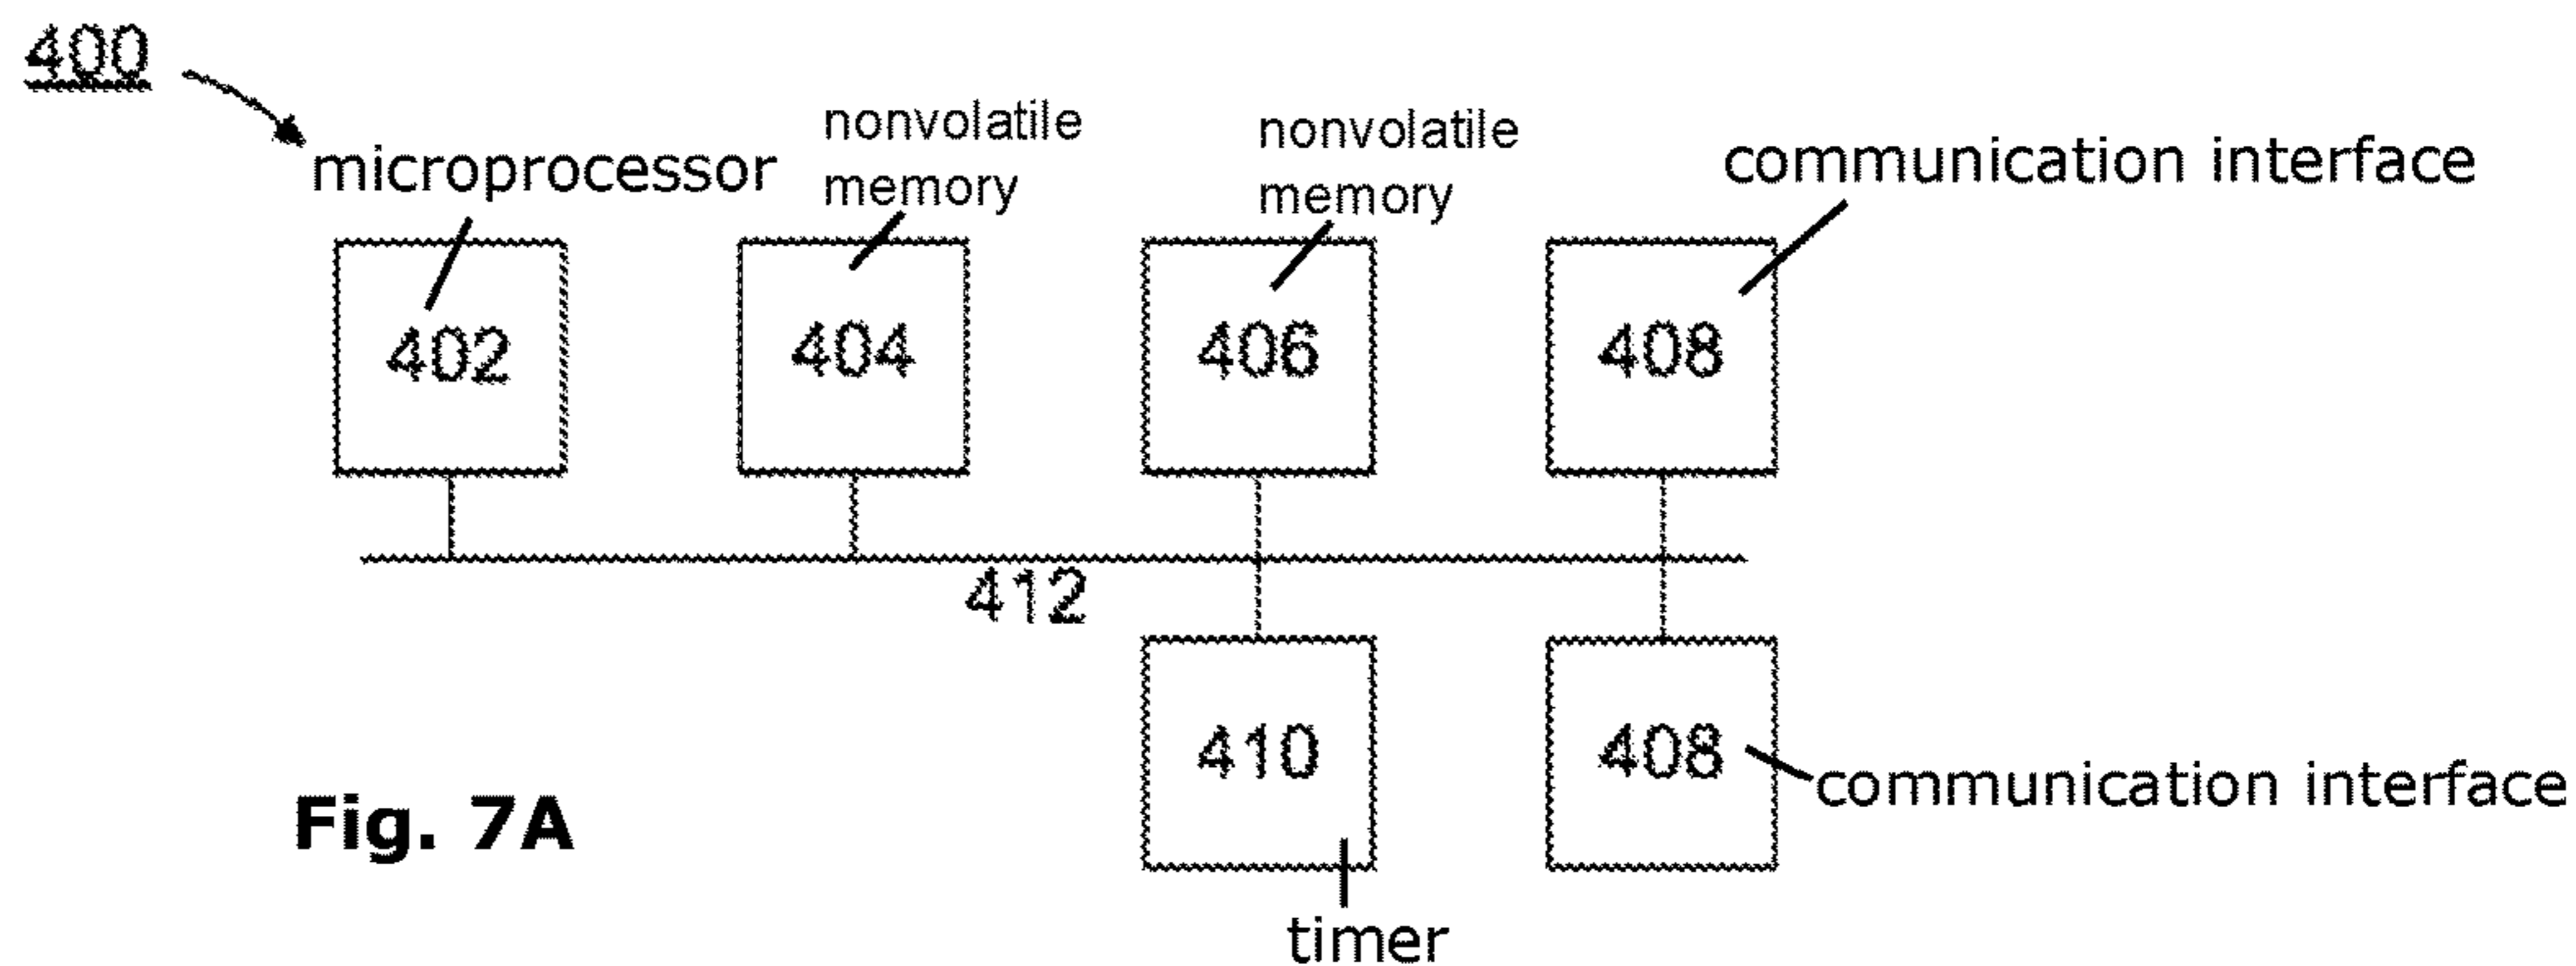 400
microprocessor
nonvolatile
memory
nonvolatile
memory
communication interface
402
404
406
408
412
410
408
communication interface
Fig. 7A
timer